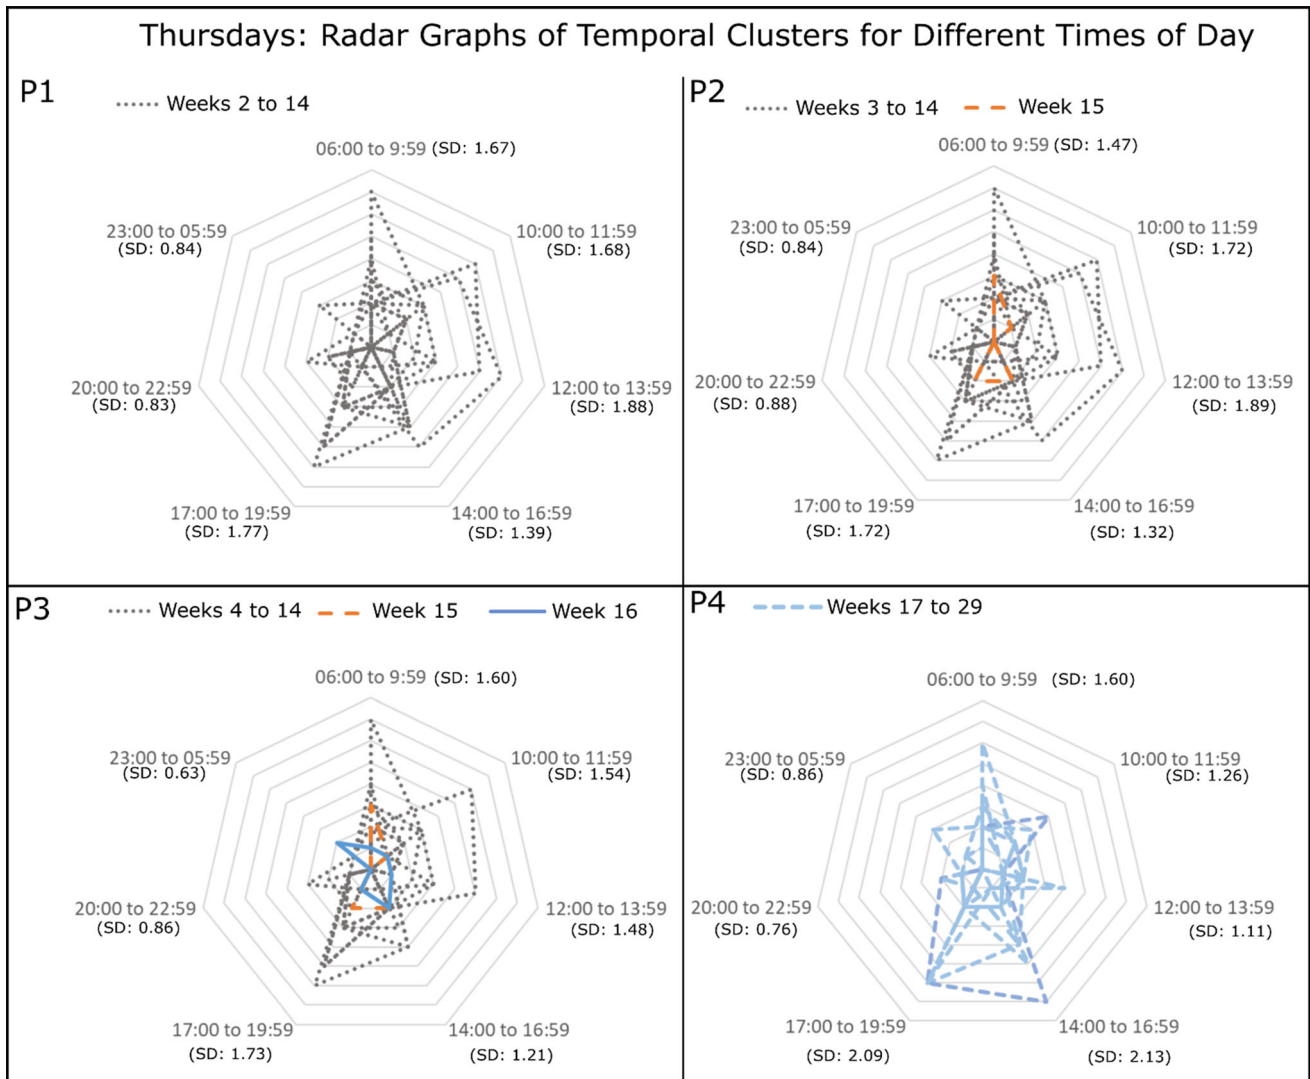 Thursdays: Radar Graphs of Temporal Clusters for Different Times of Day
P1
Weeks 2 to 14
06:00 to 9:59 (SD: 1.67)
10:00 to 11:59
(SD: 1.68)
12:00 to 13:59
(SD: 1.88)
14:00 to 16:59
(SD: 1.39)
17:00 to 19:59
(SD: 1.77)
20:00 to 22:59
(SD: 0.83)
23:00 to 05:59
(SD: 0.84)
P2
Weeks 3 to 14 Week 15
06:00 to 9:59 (SD: 1.47)
10:00 to 11:59
(SD: 1.72)
12:00 to 13:59
(SD: 1.89)
14:00 to 16:59
(SD: 1.32)
17:00 to 19:59
(SD: 1.72)
20:00 to 22:59
(SD: 0.88)
23:00 to 05:59
(SD: 0.84)
P3
Weeks 4 to 14 Week 15 Week 16
06:00 to 9:59 (SD: 1.60)
10:00 to 11:59
(SD: 1.54)
12:00 to 13:59
(SD: 1.48)
14:00 to 16:59
(SD: 1.21)
17:00 to 19:59
(SD: 1.73)
20:00 to 22:59
(SD: 0.86)
23:00 to 05:59
(SD: 0.63)
P4
Weeks 17 to 29
06:00 to 9:59 (SD: 1.60)
10:00 to 11:59
(SD: 1.26)
12:00 to 13:59
(SD: 1.11)
14:00 to 16:59
(SD: 2.13)
17:00 to 19:59
(SD: 2.09)
20:00 to 22:59
(SD: 0.76)
23:00 to 05:59
(SD: 0.86)